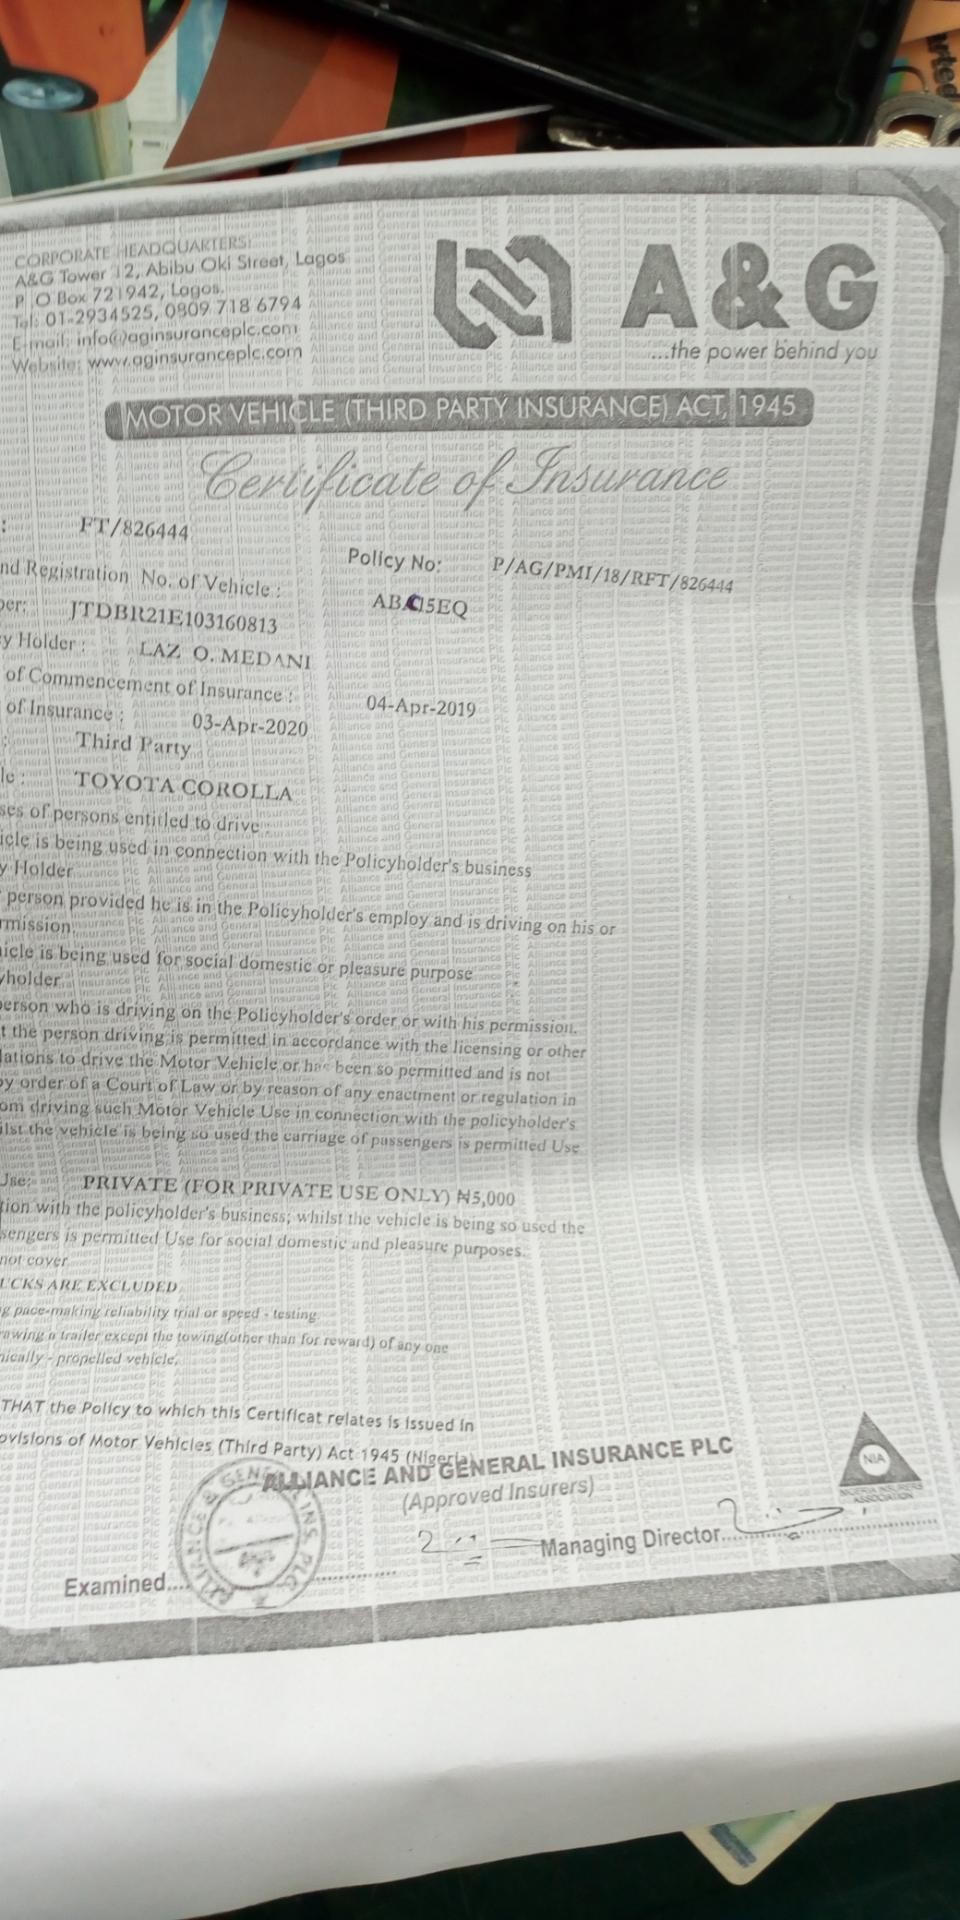 CORPORATE HEADQUARTERS:
A&G Tower 12, Abibu Oki Street, Lagos
P. O Box 721942, Lagos.
Tel: 01-2934525, 0809 718 6794
E-mail: info@aginsuranceplc.com
Website: www.aginsuranceplc.com
A&G
...the power behind you
MOTOR VEHICLE (THIRD PARTY INSURANCE) ACT, 1945
Certificate of Insurance
: FT/826444
Policy No: P/AG/PMI/18/RFT/826444
nd Registration No. of Vehicle :
ber: JTDBR21E103160813
y Holder : LAZ O. MEDANI
of Commencement of Insurance : 04-Apr-2019
of Insurance : 03-Apr-2020
: Third Party
le : TOYOTA COROLLA
ses of persons entitled to drive
icle is being used in connection with the Policyholder's business
y Holder
person provided he is in the Policyholder's employ and is driving on his or
mission.
icle is being used for social domestic or pleasure purpose
yholder.
erson who is driving on the Policyholder's order or with his permission.
t the person driving is permitted in accordance with the licensing or other
lations to drive the Motor Vehicle or has been so permitted and is not
by order of a Court of Law or by reason of any enactment or regulation in
om driving such Motor Vehicle Use in connection with the policyholder's
ilst the vehicle is being so used the carriage of passengers is permitted Use
Use: PRIVATE (FOR PRIVATE USE ONLY) ₦5,000
tion with the policyholder's business; whilst the vehicle is being so used the
sengers is permitted Use for social domestic and pleasure purposes.
not cover
UCKS ARE EXCLUDED
g pace-making reliability trial or speed - testing
rawing a trailer except the towing(other than for reward) of any one
nically - propelled vehicle.
THAT the Policy to which this Certificat relates is issued in
ovisions of Motor Vehicles (Third Party) Act 1945 (Nigeria)
ALLIANCE AND GENERAL INSURANCE PLC
(Approved Insurers)
NIA
Managing Director
Examined